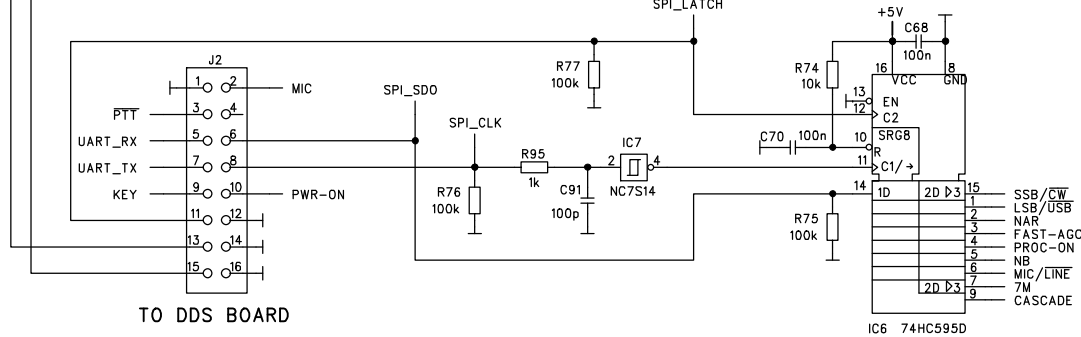 SPI_LATCH
+5V
C68
100n
J2
R77
100k
R74
10k
16
VCC
8
GND
1 2
MIC
SPI_SDO
13
EN
12
C2
P̅T̅T̅
3 4
SPI_CLK
C70
100n
10
SRG8
R
UART_RX
5 6
IC7
11
C1/→
UART_TX
7 8
R95
1k
2
4
NC7S14
KEY
9 10
PWR-ON
R76
100k
C91
100p
14
1D
2D ▷3
15
SSB/C̅W̅
1
LSB/U̅S̅B̅
11 12
R75
100k
2
NAR
3
FAST-AGC
13 14
4
PROC-ON
5
NB
15 16
6
MIC/L̅I̅N̅E̅
2D ▷3
7
7M
9
CASCADE
TO DDS BOARD
IC6 74HC595D